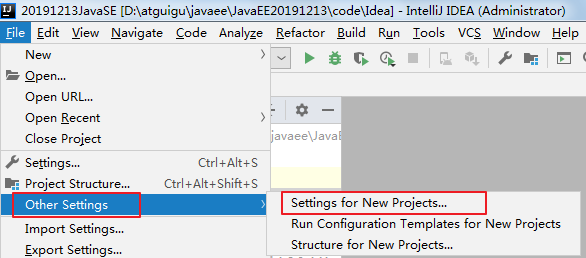 20191213JavaSE [D:\atguigu\javaee\JavaEE20191213\code\Idea] - IntelliJ IDEA (Administrator)
File Edit View Navigate Code Analyze Refactor Build Run Tools VCS Window Help
New
Open...
Open URL...
Open Recent
Close Project
Settings... Ctrl+Alt+S
Project Structure... Ctrl+Alt+Shift+S
Other Settings
Import Settings...
Export Settings...
javaee\JavaE
Settings for New Projects...
Run Configuration Templates for New Projects
Structure for New Projects...